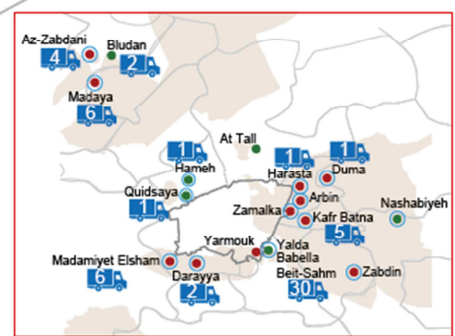 Az-Zabdani
Bludan
4
2
Madaya
6
At Tall
1
Hameh
1
Harasta
1
Duma
Quidsaya
1
Arbin
Zamalka
Kafr Batna
Nashabiyeh
5
Yarmouk
Yalda
Babella
Beit-Sahm
30
Madamiyet Elsham
6
Darayya
2
Zabdin